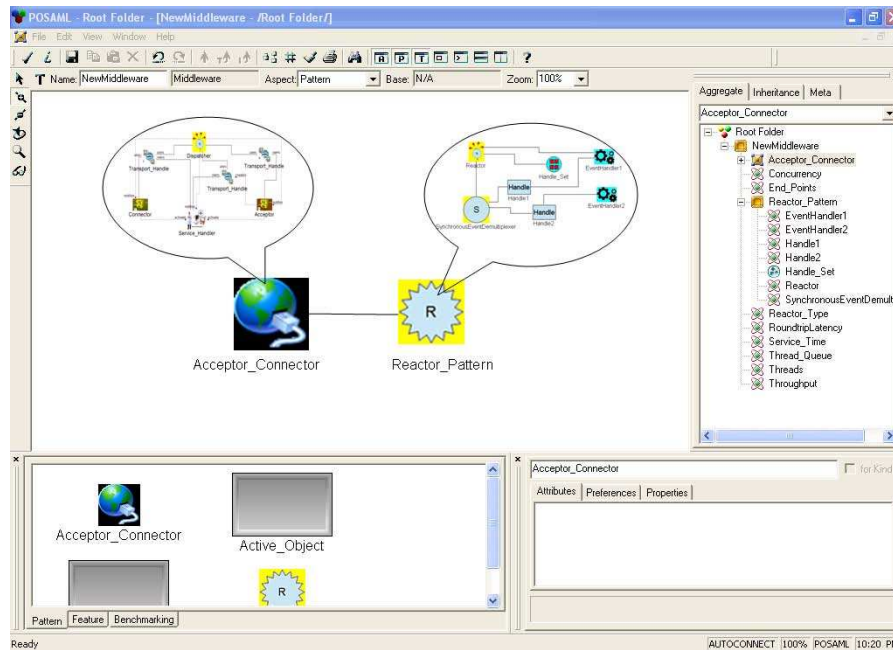 POSAML - Root Folder - [NewMiddleware - /Root Folder/]
File Edit View Window Help
T Name: NewMiddleware Middleware Aspect: Pattern Base: N/A Zoom: 100%
Aggregate Inheritance Meta
Acceptor_Connector
Root Folder
NewMiddleware
Acceptor_Connector
Concurrency
End_Points
Reactor_Pattern
EventHandler1
EventHandler2
Handle1
Handle2
Handle_Set
Reactor
SynchronousEventDemult
Reactor_Type
RoundtripLatency
Service_Time
Thread_Queue
Threads
Throughput
Dispatcher
Transport_Handle
Transport_Handle
Transport_Handle
Connector
Acceptor
Service_Handler
Reactor
Handle_Set
EventHandler1
Handle
Handle1
EventHandler2
S
Handle
SynchronousEventDemultiplexer
Handle2
R
Acceptor_Connector
Reactor_Pattern
Acceptor_Connector
Active_Object
R
Pattern Feature Benchmarking
Acceptor_Connector
for Kind
Attributes Preferences Properties
Ready
AUTOCONNECT 100% POSAML 10:20 P